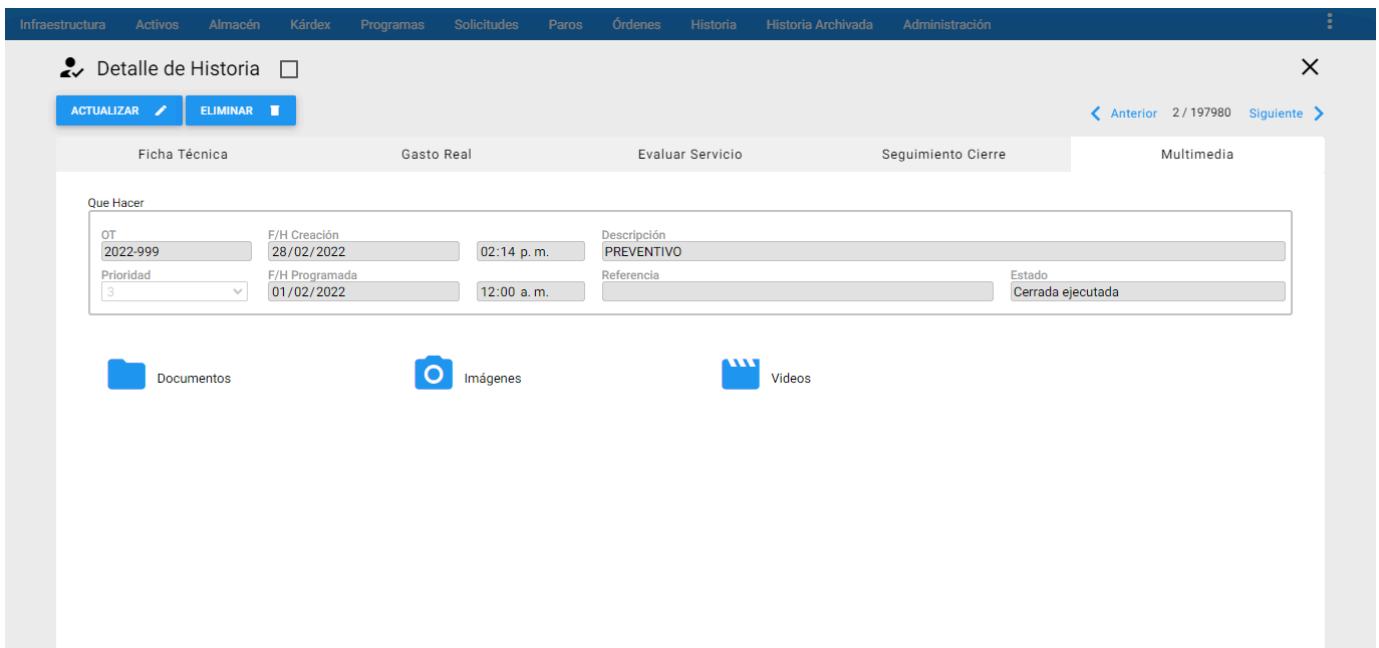 Infraestructura Activos Almacén Kárdex Programas Solicitudes Paros Órdenes Historia Historia Archivada Administración
Detalle de Historia
ACTUALIZAR ELIMINAR Anterior 2 / 197980 Siguiente
Ficha Técnica Gasto Real Evaluar Servicio Seguimiento Cierre Multimedia
Que Hacer
OT F/H Creación Descripción
2022-999 28/02/2022 02:14 p. m. PREVENTIVO
Prioridad F/H Programada Referencia Estado
3 01/02/2022 12:00 a. m. Cerrada ejecutada
Documentos Imágenes Videos